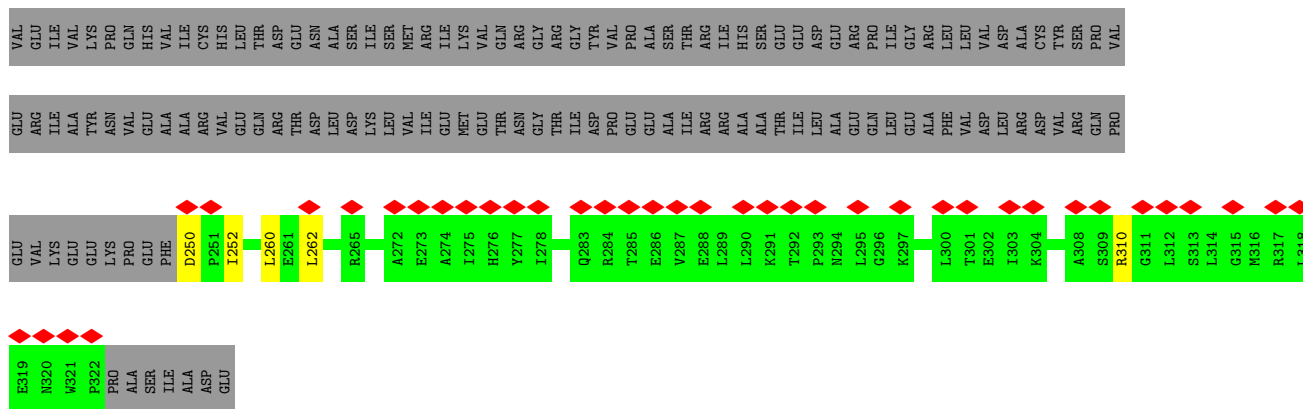 VAL GLU ILE VAL LYS PRO GLN HIS VAL ILE CYS HIS LEU THR ASP GLU ASN ALA SER ILE SER MET ARG ILE LYS VAL GLN ARG GLY ARG GLY TYR VAL PRO ALA SER THR ARG ILE HIS SER GLU GLU ASP GLU ARG PRO ILE GLY ARG LEU LEU VAL ASP ALA CYS TYR SER PRO VAL
GLU ARG ILE ALA TYR ASN VAL GLU ALA ALA ARG VAL GLU GLN ARG THR ASP LEU ASP LYS LEU VAL ILE GLU MET GLU THR ASN GLY THR ILE ASP PRO GLU GLU ALA ILE ARG ARG ALA ALA THR ILE LEU ALA GLU GLN LEU GLU ALA PHE VAL ASP LEU ARG ASP VAL ARG GLN PRO
GLU VAL LYS GLU GLU LYS PRO GLU PHE D250 P251 I252 L260 E261 L262 R265 A272 E273 A274 I275 H276 Y277 I278 Q283 R284 T285 E286 V287 E288 L289 L290 K291 T292 P293 N294 L295 G296 K297 L300 T301 E302 I303 K304 A308 S309 R310 G311 L312 S313 L314 G315 M316 R317 L318
E319 N320 W321 P322 PRO ALA SER ILE ALA ASP GLU